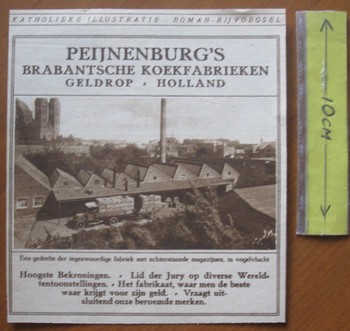 KATHOLIEKE ILLUSTRATIE - ROMAN-BIJVOEGSEL
PEIJNENBURG'S
BRABANTSCHE KOEKFABRIEKEN
GELDROP - HOLLAND
Een gedeelte der tegenwoordige fabriek met achterstaande magazijnen, in vogelvlucht
Hoogste Bekroningen. - Lid der Jury op diverse Wereld-
tentoonstellingen. - Het fabrikaat, waar men de beste
waar krijgt voor zijn geld. - Vraagt uit-
sluitend onze beroemde merken.
10CM